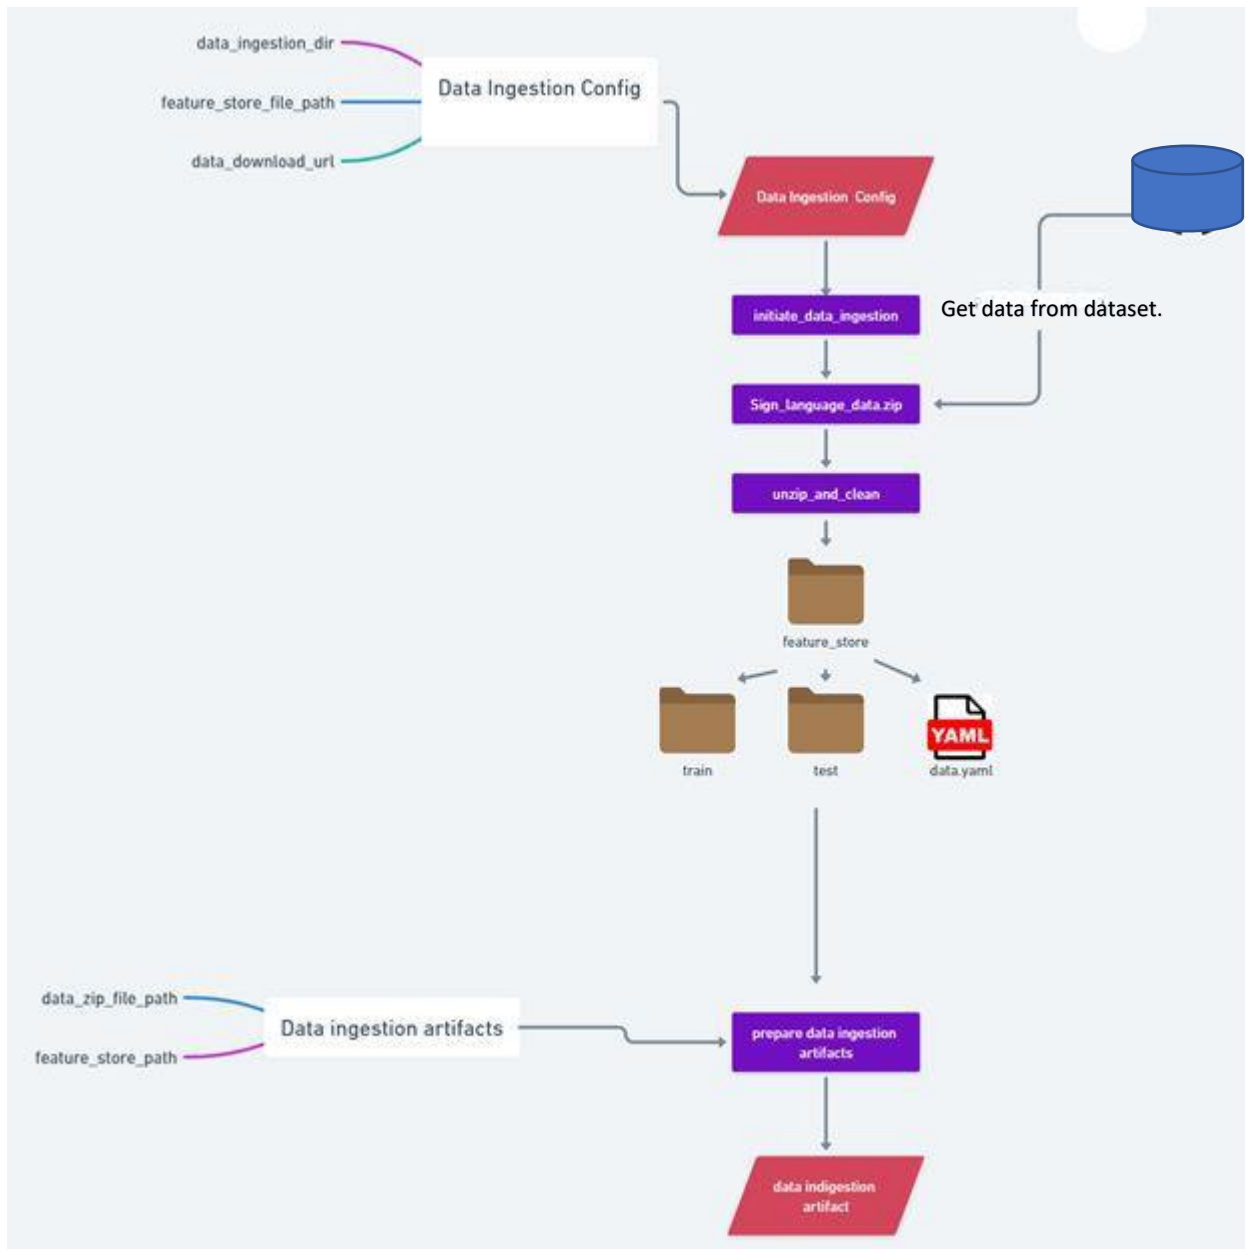 data_ingestion_dir
Data Ingestion Config
feature_store_file_path
data_download_url
Data Ingestion Config
initiate_data_ingestion
Get data from dataset.
Sign_language_data.zip
unzip_and_clean
feature_store
YAML
train
test
data.yaml
data_zip_file_path
Data ingestion artifacts
feature_store_path
prepare data ingestion
artifacts
data indigestion
artifact